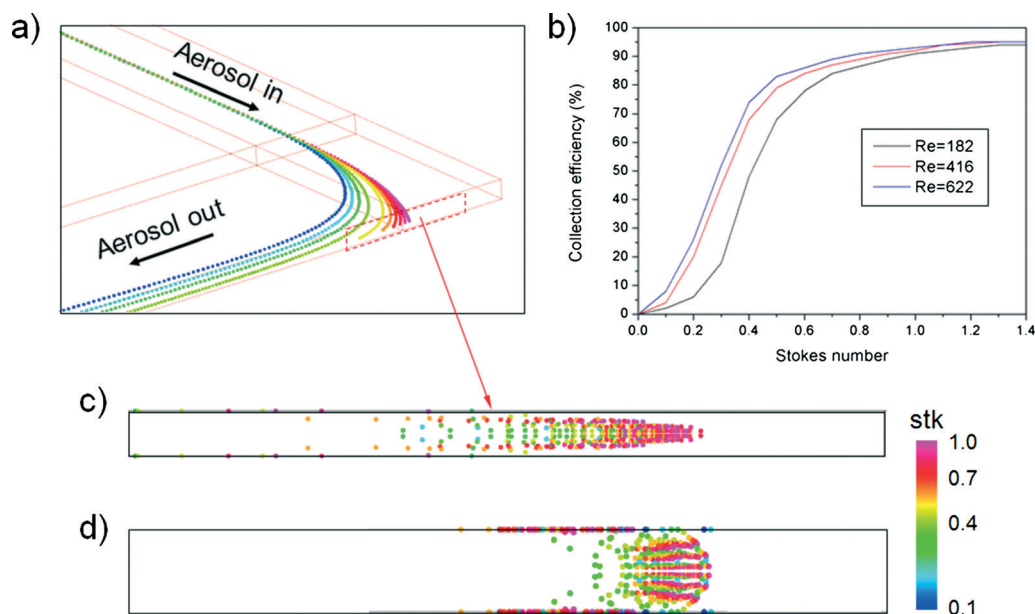 a)
Aerosol in
Aerosol out
b)
Collection efficiency (%)
100
90
80
70
60
50
40
30
20
10
0
0.0 0.2 0.4 0.6 0.8 1.0 1.2 1.4
Stokes number
Re=182
Re=416
Re=622
c)
d)
stk
1.0
0.7
0.4
0.1